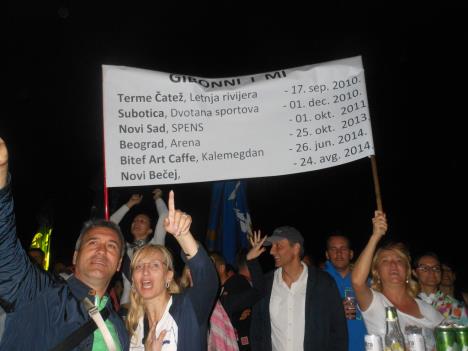 GIBONNI I MI
Terme Čatež, Letnja rivijera - 17. sep. 2010.
Subotica, Dvotana sportova - 01. dec. 2010.
Novi Sad, SPENS - 01. okt. 2011
Beograd, Arena - 25. okt. 2013.
Bitef Art Caffe, Kalemegdan - 26. jun. 2014.
Novi Bečej, - 24. avg. 2014.